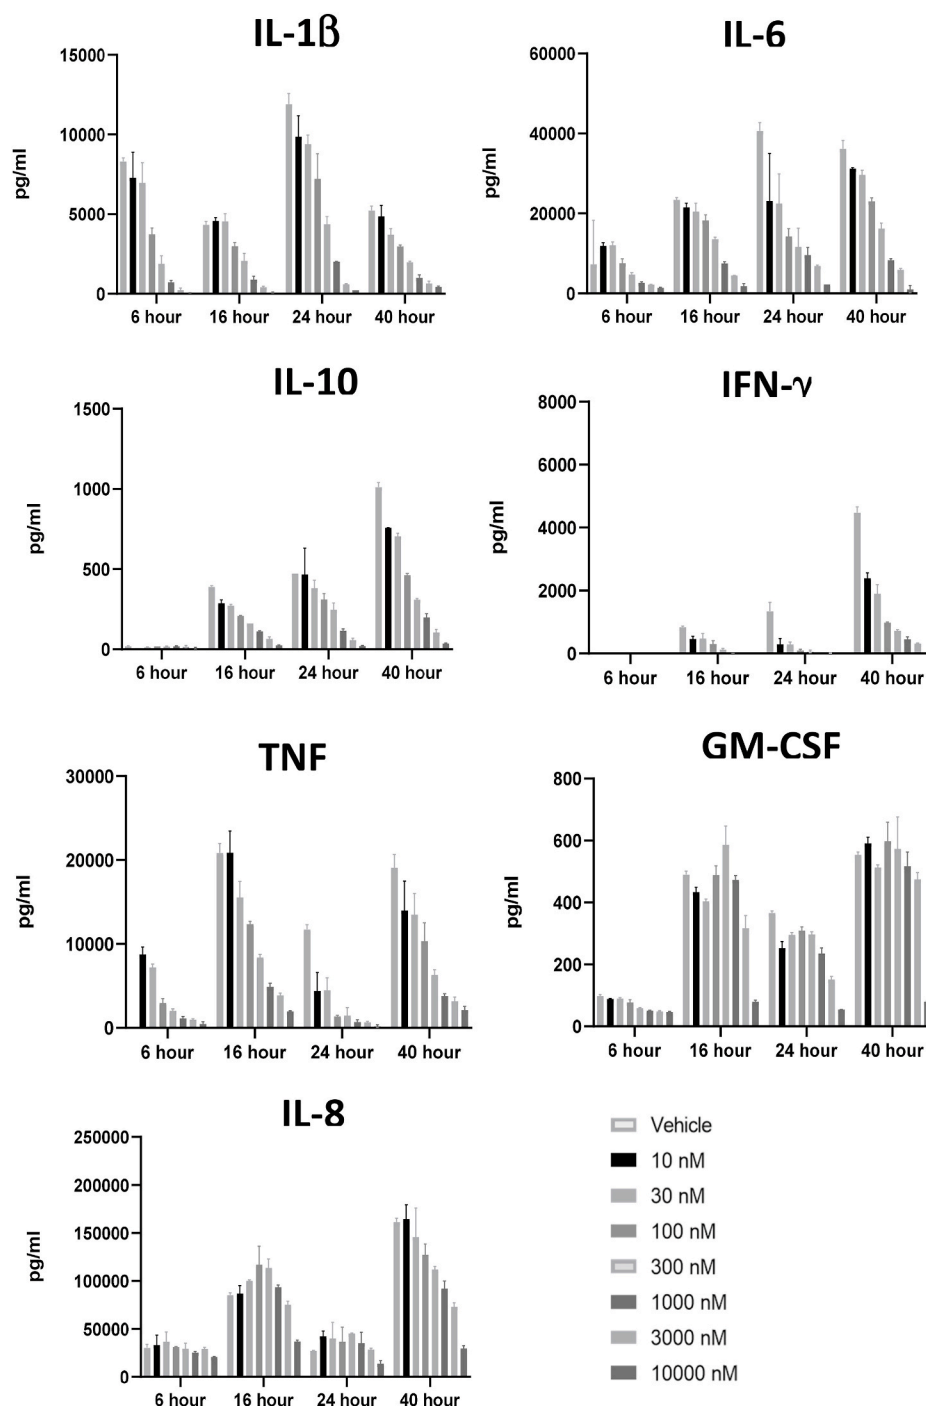 IL-1β
15000
10000
5000
0
pg/ml
6 hour 16 hour 24 hour 40 hour
IL-6
60000
40000
20000
0
pg/ml
6 hour 16 hour 24 hour 40 hour
IL-10
1500
1000
500
0
pg/ml
6 hour 16 hour 24 hour 40 hour
IFN-γ
8000
6000
4000
2000
0
pg/ml
6 hour 16 hour 24 hour 40 hour
TNF
30000
20000
10000
0
pg/ml
6 hour 16 hour 24 hour 40 hour
GM-CSF
800
600
400
200
0
pg/ml
6 hour 16 hour 24 hour 40 hour
IL-8
250000
200000
150000
100000
50000
0
pg/ml
6 hour 16 hour 24 hour 40 hour
Vehicle
10 nM
30 nM
100 nM
300 nM
1000 nM
3000 nM
10000 nM